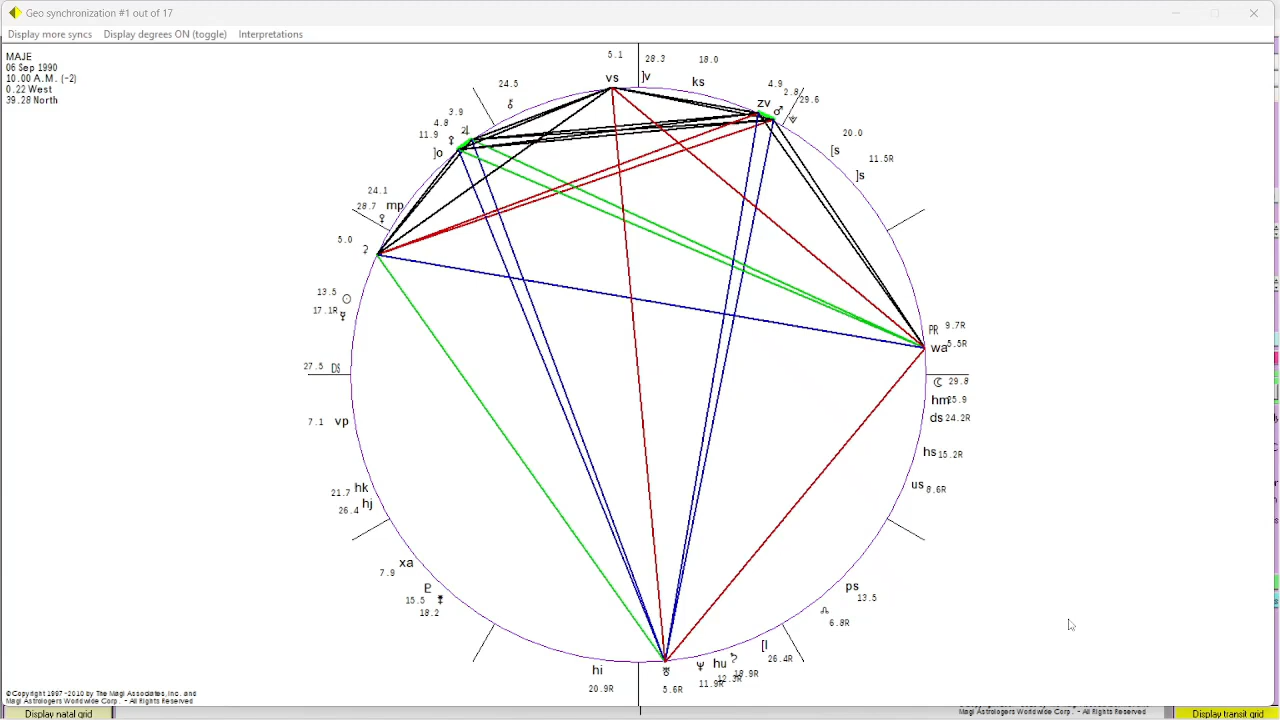 Geo synchronization #1 out of 17
Display more syncs Display degrees ON (toggle) Interpretations
MAJE
06 Sep 1990
10.00 A.M. (-2)
0.22 West
39.28 North
5.1
28.3
18.0
vs
]v
ks
24.5
4.9
2.8
29.6
zv
3.9
4.8
11.9
]o
20.0
[s
11.5R
]s
24.1
28.7
mp
5.0
13.5
17.1R
PR 9.7R
wa 5.5R
27.5 DS
29.8
hm 25.9
ds 24.2R
7.1 vp
hs 15.2R
us 8.6R
21.7 hk
26.4 hj
xa
7.9
15.5
18.2
ps
13.5
6.8R
[l
26.4R
hi
20.9R
5.6R
hu
11.9R
12.3R
18.9R
©Copyright 1997 -2010 by The Magi Associates, Inc. and
Magi Astrologers Worldwide Corp. - All Rights Reserved
Magi Astrologers Worldwide Corp. - All Rights Reserved
Display natal grid
Display transit grid